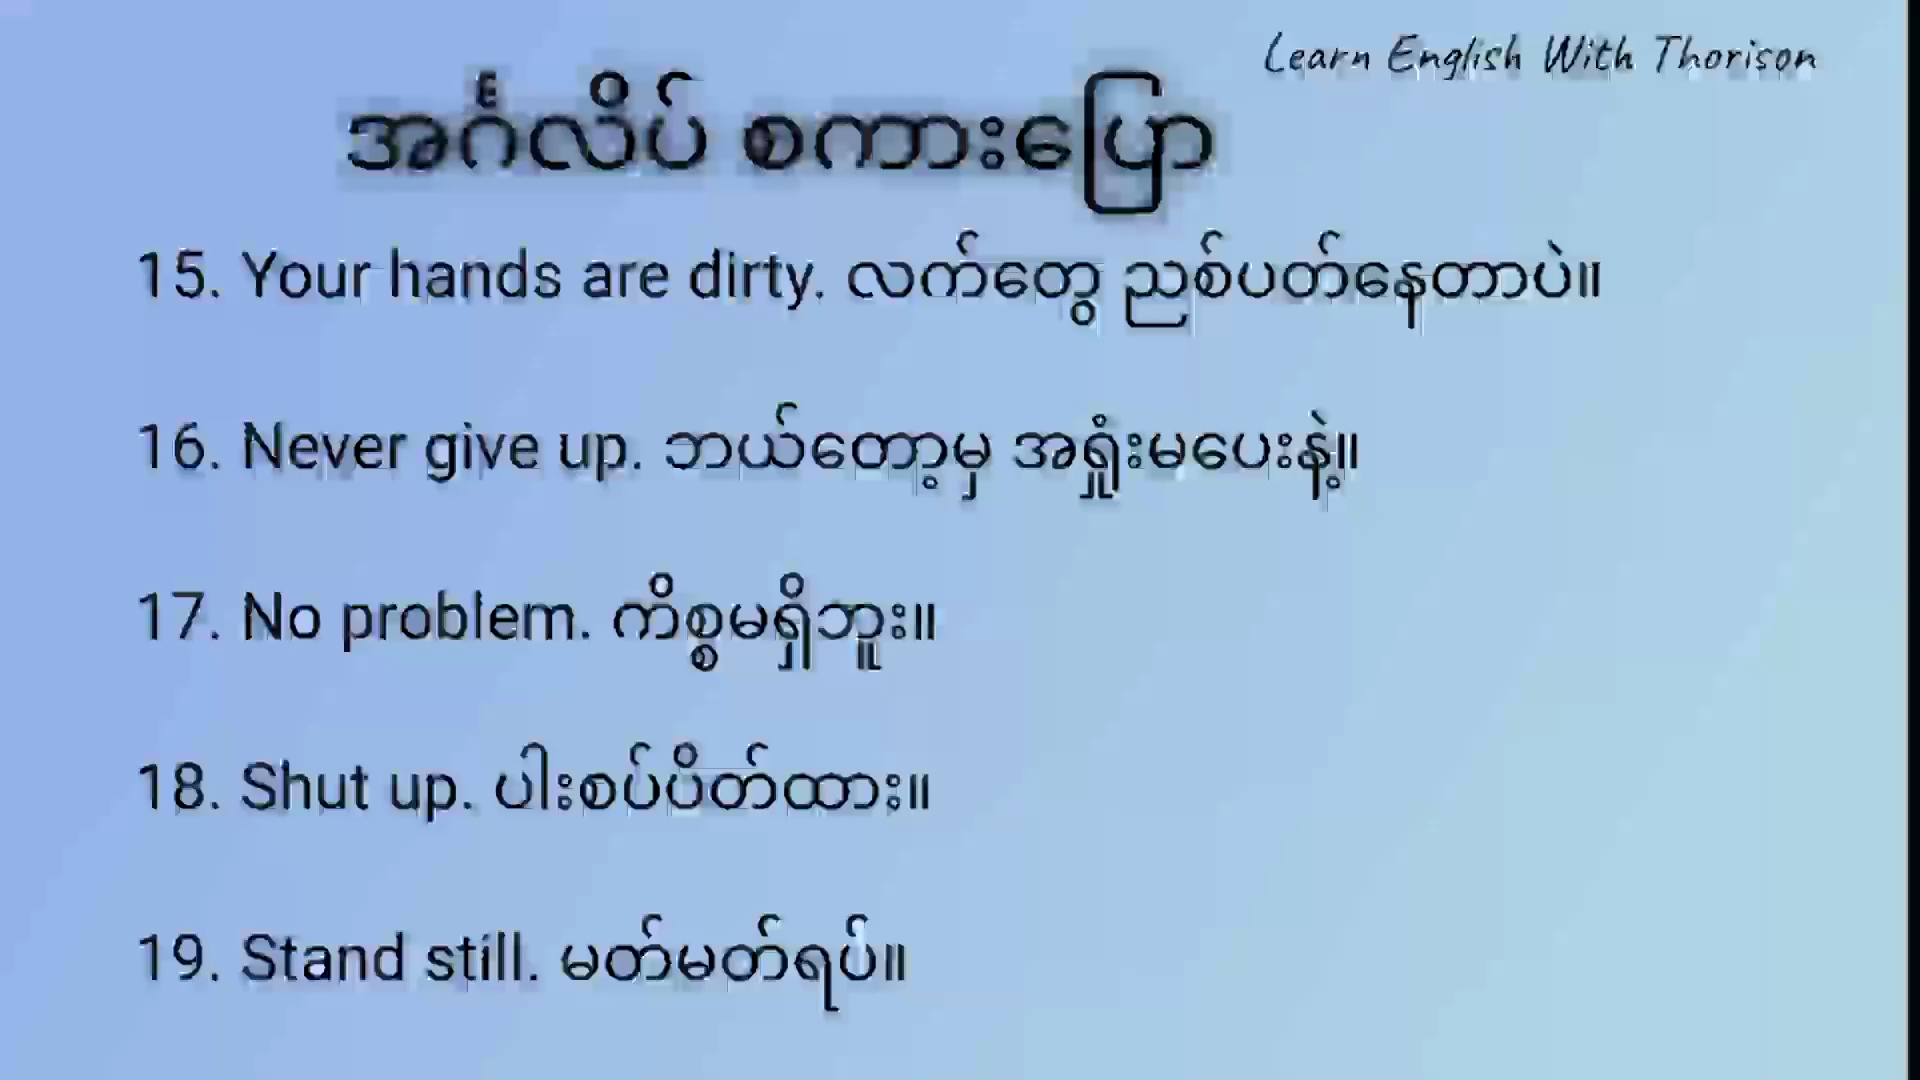 Learn English With Thorison
အင်္ဂလိပ် စကားပြော
15. Your hands are dirty. လက်တွေ ညစ်ပတ်နေတာပဲ။
16. Never give up. ဘယ်တော့မှ အရှုံးမပေးနဲ့။
17. No problem. ကိစ္စမရှိဘူး။
18. Shut up. ပါးစပ်ပိတ်ထား။
19. Stand still. မတ်မတ်ရပ်။